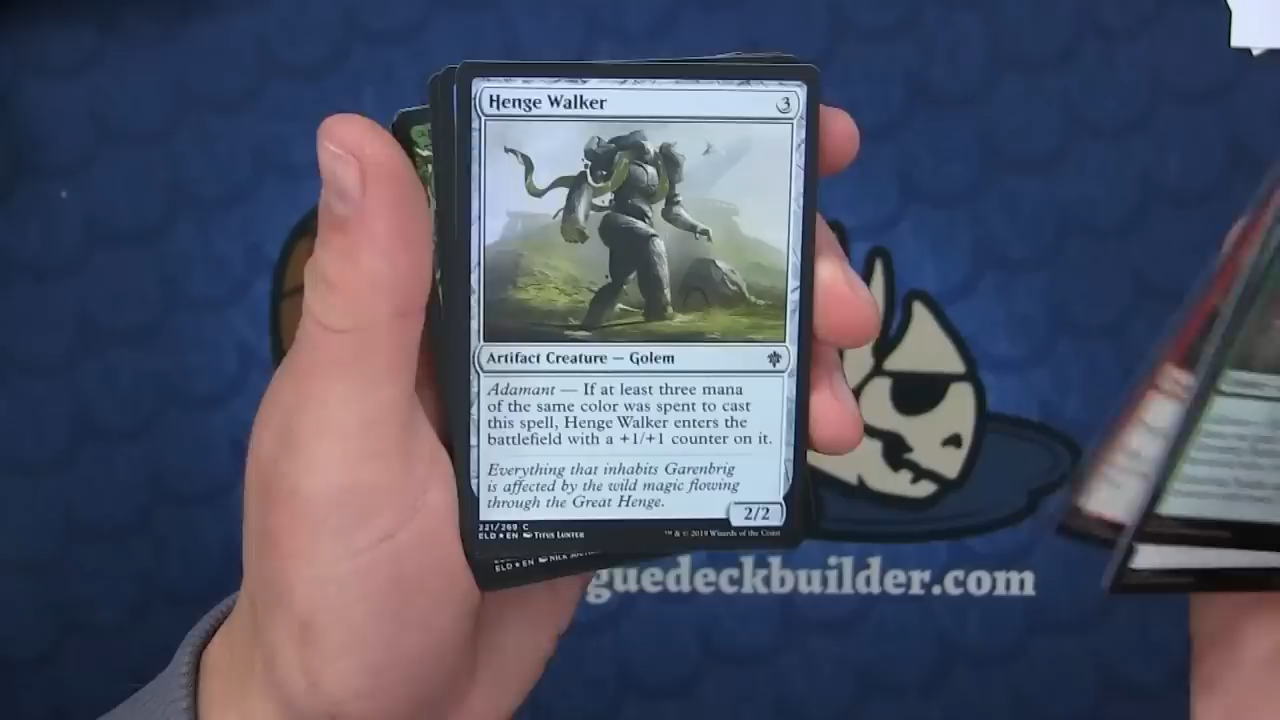 Henge Walker
3
Artifact Creature — Golem
Adamant — If at least three mana
of the same color was spent to cast
this spell, Henge Walker enters the
battlefield with a +1/+1 counter on it.
Everything that inhabits Garenbrig
is affected by the wild magic flowing
through the Great Henge.
2/2
221/269 C
ELD ★ EN Titus Lunter
™ & © 2019 Wizards of the Coast
ELD ★ EN Nick
guedeckbuilder.com